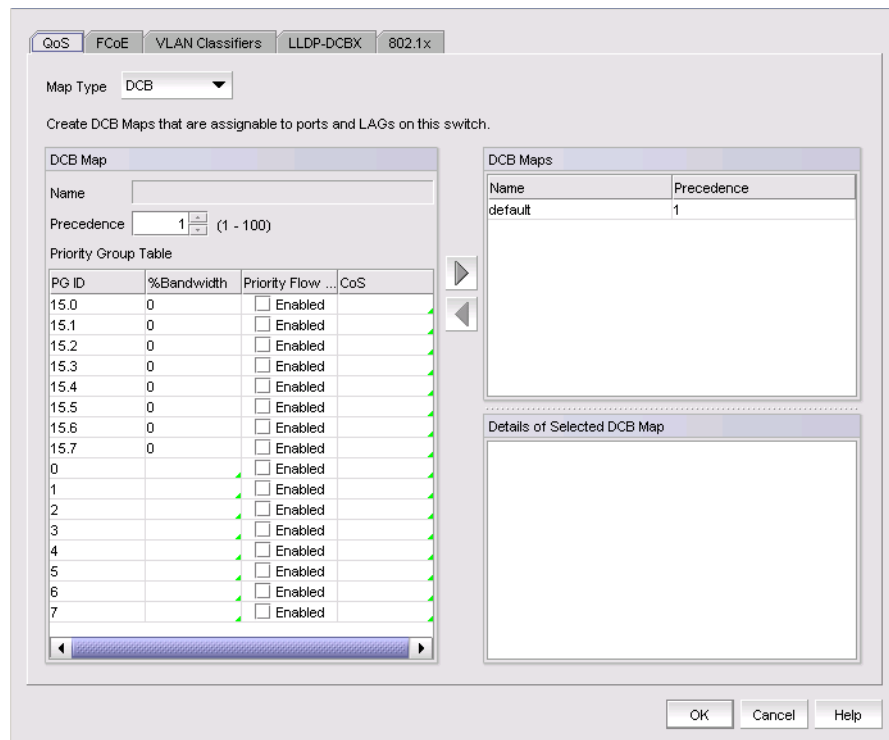 QoS FCoE VLAN Classifiers LLDP-DCBX 802.1x
Map Type DCB
Create DCB Maps that are assignable to ports and LAGs on this switch.
DCB Map
Name
Precedence 1 (1 - 100)
Priority Group Table
PG ID %Bandwidth Priority Flow ... CoS
15.0 0 Enabled
15.1 0 Enabled
15.2 0 Enabled
15.3 0 Enabled
15.4 0 Enabled
15.5 0 Enabled
15.6 0 Enabled
15.7 0 Enabled
0 Enabled
1 Enabled
2 Enabled
3 Enabled
4 Enabled
5 Enabled
6 Enabled
7 Enabled
DCB Maps
Name Precedence
default 1
Details of Selected DCB Map
OK Cancel Help